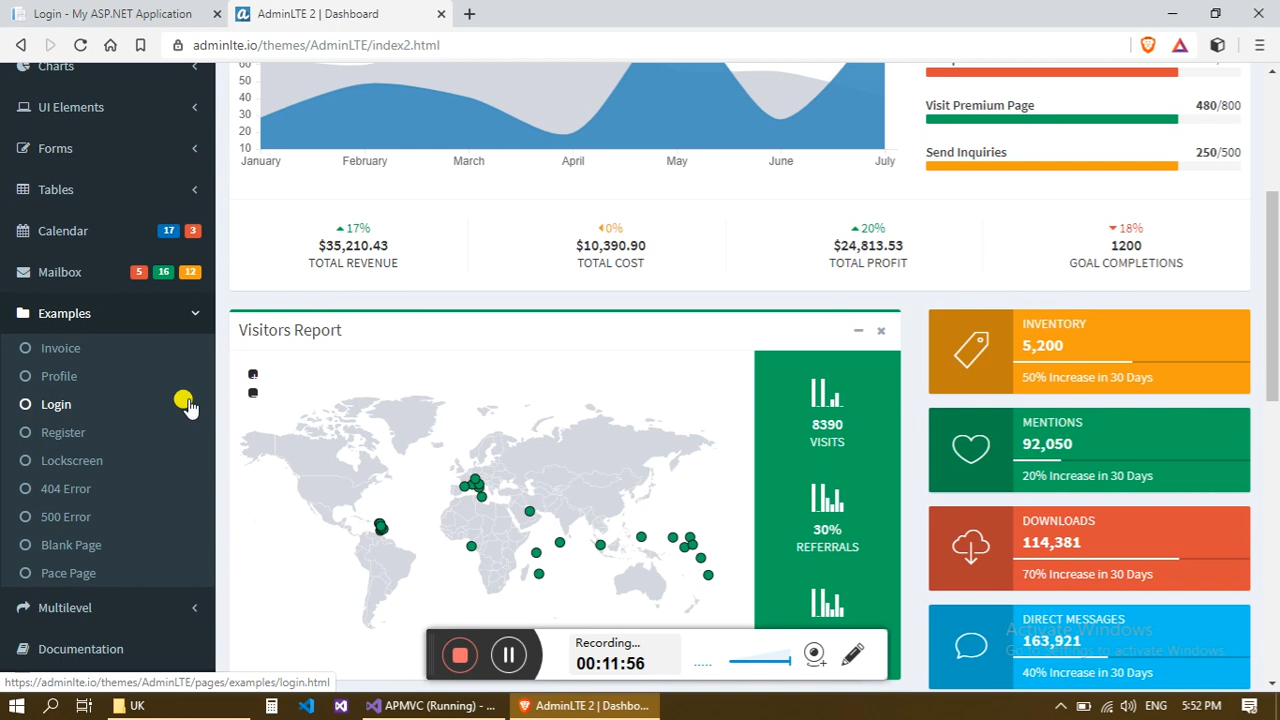 Login - My ASP.NET Application
AdminLTE 2 | Dashboard
adminlte.io/themes/AdminLTE/index2.html
Charts
UI Elements
Forms
Tables
Calendar 17 3
Mailbox 5 16 12
Examples
Invoice
Profile
Login
Register
Lockscreen
404 Error
500 Error
Blank Page
Pace Page
Multilevel
Documentation
https://adminlte.io/themes/AdminLTE/pages/examples/login.html
60
50
40
30
20
10
January February March April May June July
Visit Premium Page 480/800
Send Inquiries 250/500
17% 0% 20% 18%
$35,210.43 $10,390.90 $24,813.53 1200
TOTAL REVENUE TOTAL COST TOTAL PROFIT GOAL COMPLETIONS
Visitors Report
8390
VISITS
30%
REFERRALS
INVENTORY
5,200
50% Increase in 30 Days
MENTIONS
92,050
20% Increase in 30 Days
DOWNLOADS
114,381
70% Increase in 30 Days
DIRECT MESSAGES
163,921
40% Increase in 30 Days
Activate Windows
Go to Settings to activate Windows.
Recording...
00:11:56
UK
APMVC (Running) - ...
AdminLTE 2 | Dashbo...
ENG
5:52 PM